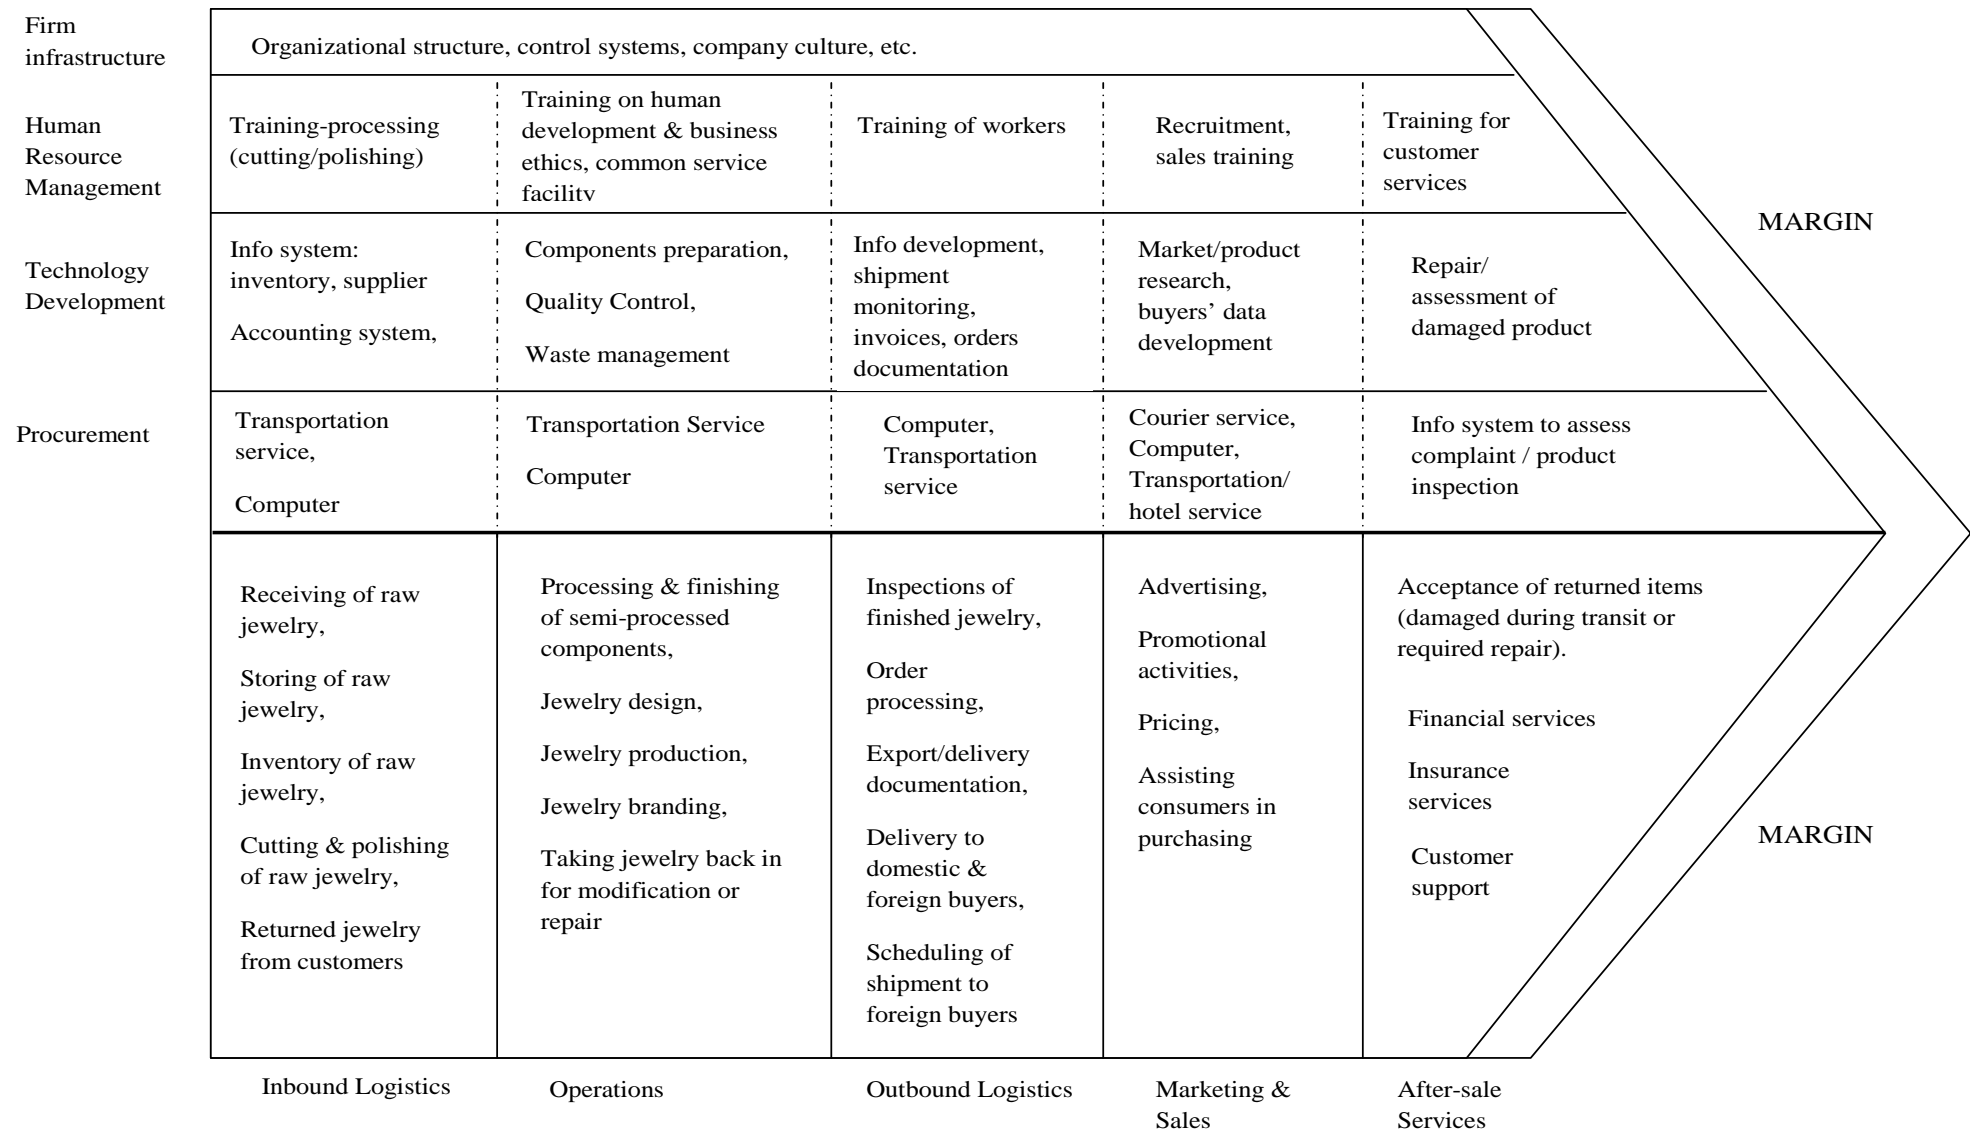 Firm
infrastructure
Organizational structure, control systems, company culture, etc.
Human
Resource
Management
Training-processing
(cutting/polishing)
Training on human
development & business
ethics, common service
facility
Training of workers
Recruitment,
sales training
Training for
customer
services
MARGIN
Technology
Development
Info system:
inventory, supplier
Accounting system,
Components preparation,
Quality Control,
Waste management
Info development,
shipment
monitoring,
invoices, orders
documentation
Market/product
research,
buyers’ data
development
Repair/
assessment of
damaged product
Procurement
Transportation
service,
Computer
Transportation Service
Computer
Computer,
Transportation
service
Courier service,
Computer,
Transportation/
hotel service
Info system to assess
complaint / product
inspection
Receiving of raw
jewelry,
Storing of raw
jewelry,
Inventory of raw
jewelry,
Cutting & polishing
of raw jewelry,
Returned jewelry
from customers
Processing & finishing
of semi-processed
components,
Jewelry design,
Jewelry production,
Jewelry branding,
Taking jewelry back in
for modification or
repair
Inspections of
finished jewelry,
Order
processing,
Export/delivery
documentation,
Delivery to
domestic &
foreign buyers,
Scheduling of
shipment to
foreign buyers
Advertising,
Promotional
activities,
Pricing,
Assisting
consumers in
purchasing
Acceptance of returned items
(damaged during transit or
required repair).
Financial services
Insurance
services
Customer
support
MARGIN
Inbound Logistics
Operations
Outbound Logistics
Marketing &
Sales
After-sale
Services